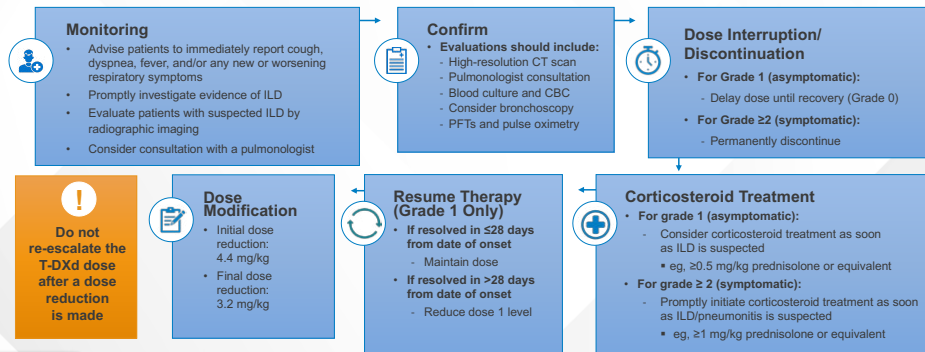 Monitoring
• Advise patients to immediately report cough,
dyspnea, fever, and/or any new or worsening
respiratory symptoms
• Promptly investigate evidence of ILD
• Evaluate patients with suspected ILD by
radiographic imaging
• Consider consultation with a pulmonologist
Confirm
• Evaluations should include:
- High-resolution CT scan
- Pulmonologist consultation
- Blood culture and CBC
- Consider bronchoscopy
- PFTs and pulse oximetry
Dose Interruption/
Discontinuation
• For Grade 1 (asymptomatic):
- Delay dose until recovery (Grade 0)
• For Grade ≥2 (symptomatic):
- Permanently discontinue
Corticosteroid Treatment
• For grade 1 (asymptomatic):
- Consider corticosteroid treatment as soon
as ILD is suspected
▪ eg, ≥0.5 mg/kg prednisolone or equivalent
• For grade ≥ 2 (symptomatic):
- Promptly initiate corticosteroid treatment as soon
as ILD/pneumonitis is suspected
▪ eg, ≥1 mg/kg prednisolone or equivalent
Resume Therapy
(Grade 1 Only)
• If resolved in ≤28 days
from date of onset
- Maintain dose
• If resolved in >28 days
from date of onset
- Reduce dose 1 level
Dose
Modification
• Initial dose
reduction:
4.4 mg/kg
• Final dose
reduction:
3.2 mg/kg
!
Do not
re-escalate the
T-DXd dose
after a dose
reduction
is made